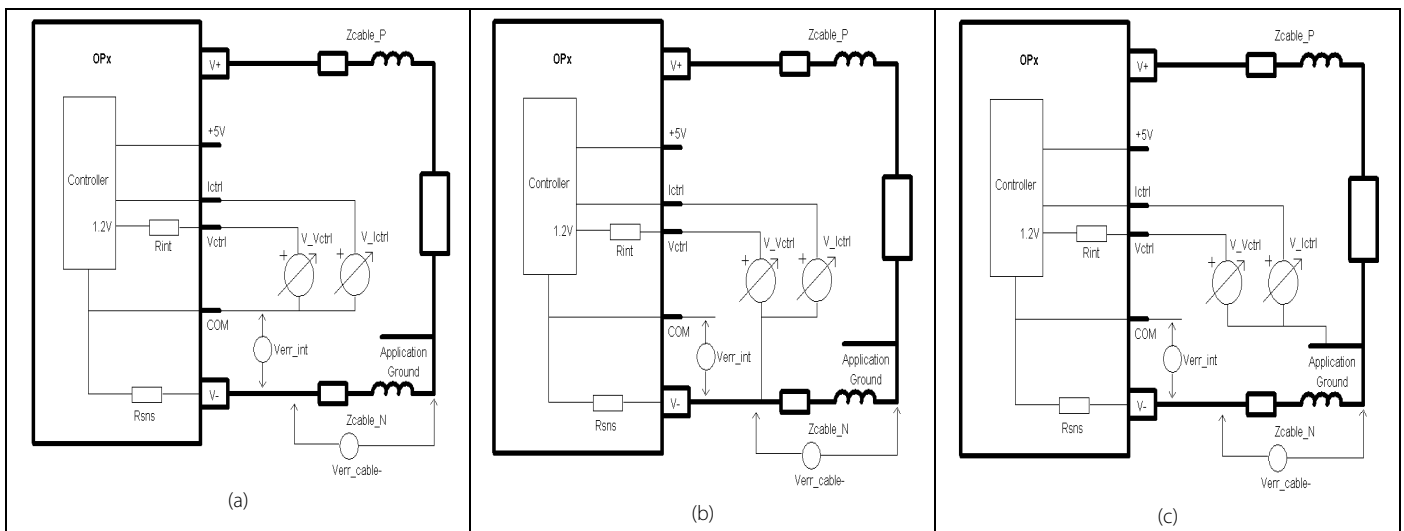 Zcable_P
OPx
V+
+5V
Controller
Ictrl
1.2V
Rint
Vctrl
V_Vctrl
V_Ictrl
+
+
COM
Verr_int
Application
Ground
Rsns
V-
Zcable_N
Verr_cable-
(a)
Zcable_P
OPx
V+
+5V
Controller
Ictrl
1.2V
Rint
Vctrl
V_Vctrl
V_Ictrl
+
+
COM
Verr_int
Application
Ground
Rsns
V-
Zcable_N
Verr_cable-
(b)
Zcable_P
OPx
V+
+5V
Controller
Ictrl
1.2V
Rint
Vctrl
V_Vctrl
V_Ictrl
+
+
COM
Verr_int
Application
Ground
Rsns
V-
Zcable_N
Verr_cable-
(c)